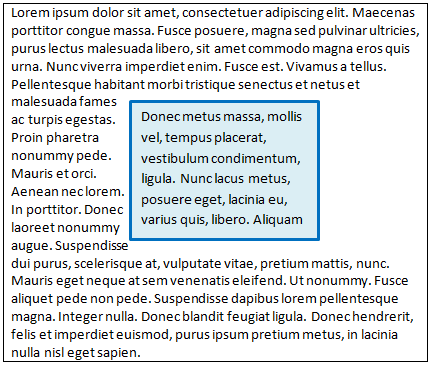 Lorem ipsum dolor sit amet, consectetuer adipiscing elit. Maecenas
porttitor congue massa. Fusce posuere, magna sed pulvinar ultricies,
purus lectus malesuada libero, sit amet commodo magna eros quis
urna. Nunc viverra imperdiet enim. Fusce est. Vivamus a tellus.
Pellentesque habitant morbi tristique senectus et netus et
malesuada fames
ac turpis egestas.
Proin pharetra
nonummy pede.
Mauris et orci.
Aenean nec lorem.
In porttitor. Donec
laoreet nonummy
augue. Suspendisse
dui purus, scelerisque at, vulputate vitae, pretium mattis, nunc.
Mauris eget neque at sem venenatis eleifend. Ut nonummy. Fusce
aliquet pede non pede. Suspendisse dapibus lorem pellentesque
magna. Integer nulla. Donec blandit feugiat ligula. Donec hendrerit,
felis et imperdiet euismod, purus ipsum pretium metus, in lacinia
nulla nisl eget sapien.
Donec metus massa, mollis
vel, tempus placerat,
vestibulum condimentum,
ligula. Nunc lacus metus,
posuere eget, lacinia eu,
varius quis, libero. Aliquam